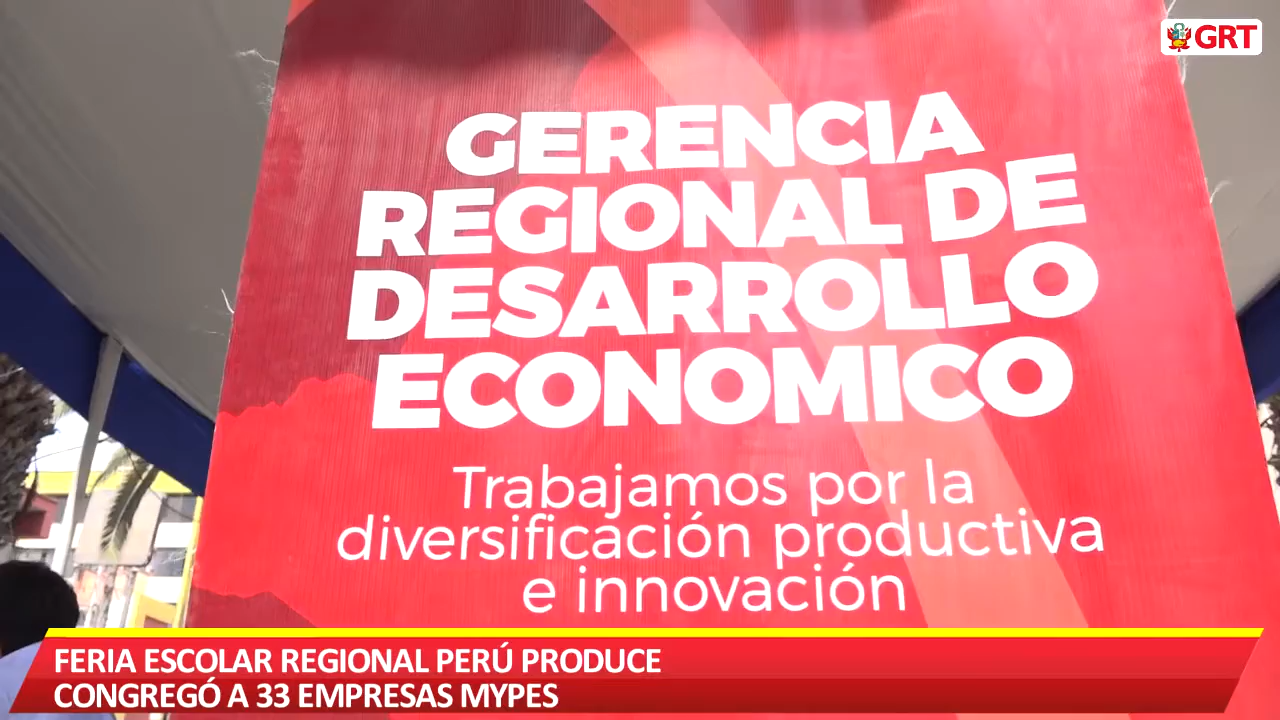 GRT
GERENCIA
REGIONAL DE
DESARROLLO
ECONOMICO
Trabajamos por la
diversificación productiva
e innovación
FERIA ESCOLAR REGIONAL PERÚ PRODUCE
CONGREGÓ A 33 EMPRESAS MYPES